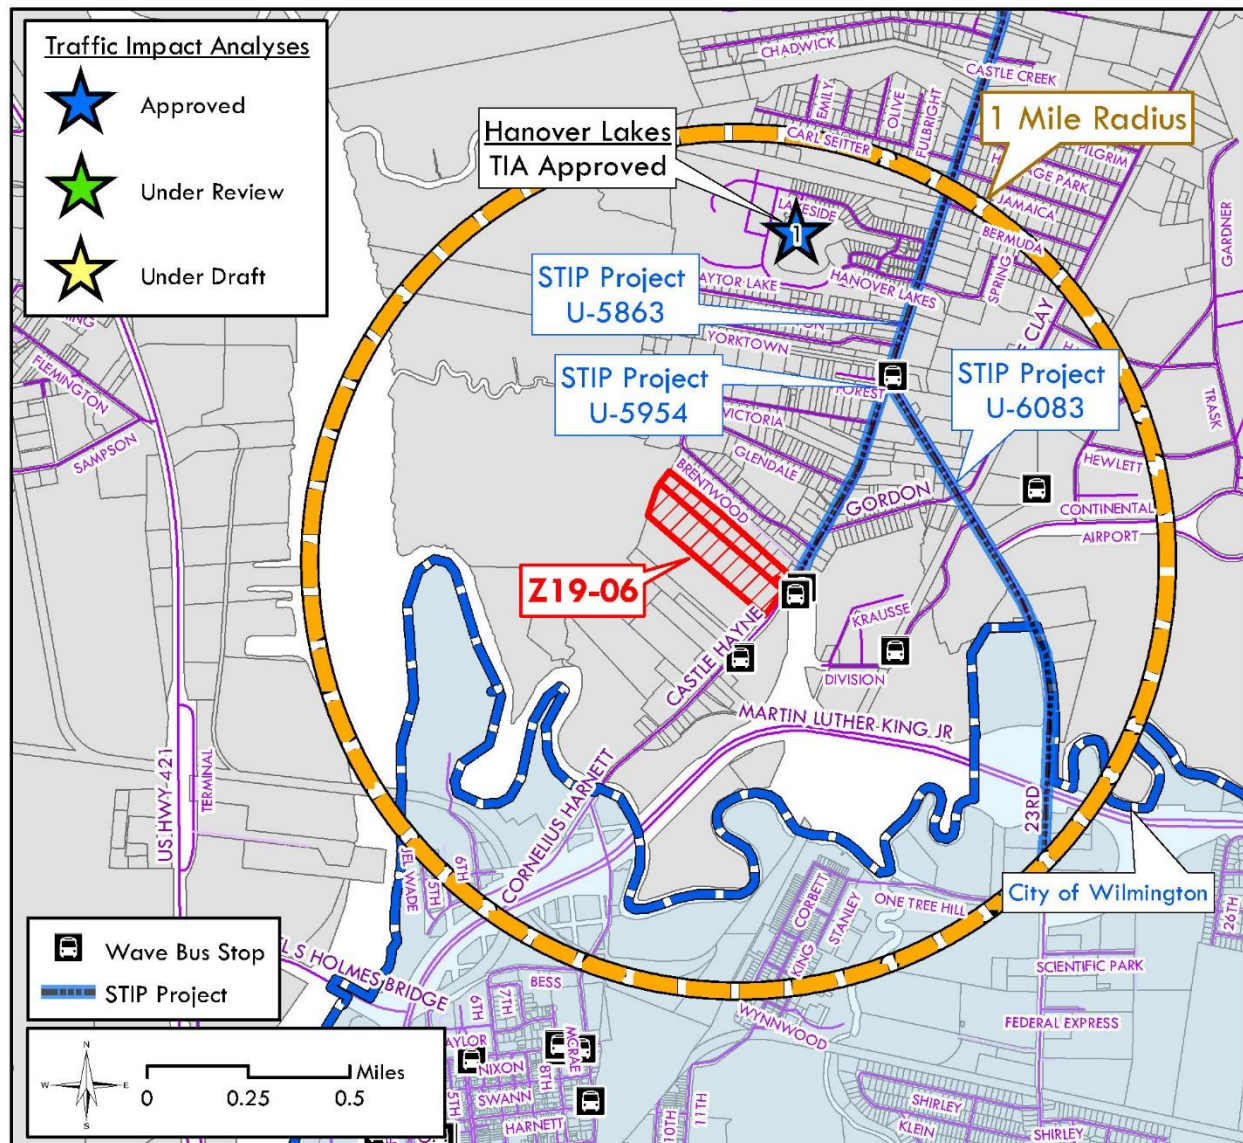 Traffic Impact Analyses
Approved
Under Review
Under Draft
Hanover Lakes
TIA Approved
1 Mile Radius
CHADWICK
CASTLE CREEK
EMILY
OLIVE
FULBRIGHT
CARL SEITTER
PILGRIM
JAMAICA
BERMUDA
GARDNER
LAKESIDE
1
SPRING
HANOVER LAKES
STIP Project
U-5863
YORKTOWN
CLAY
STIP Project
U-5954
FOREST
STIP Project
U-6083
TRASK
VICTORIA
GLENDALE
BRENTWOOD
GORDON
HEWLETT
CONTINENTAL
AIRPORT
FLEMINGTON
SAMPSON
Z19-06
CASTLE HAYNE
KRAUSSE
DIVISION
MARTIN LUTHER KING JR
US HWY 421
TERMINAL
CORNELIUS HARNETT
23RD
JEL WADE
5TH
6TH
CORBETT
STANLEY
KING
ONE TREE HILL
City of Wilmington
26TH
L S HOLMES BRIDGE
SCIENTIFIC PARK
FEDERAL EXPRESS
WYNNWOOD
BESS
6TH
7TH
MCRAE
8TH
NIXON
SWANN
HARNETT
5TH
10TH
11TH
SHIRLEY
KLEIN
SHIRLEY
Wave Bus Stop
STIP Project
N
W
E
S
Miles
0
0.25
0.5